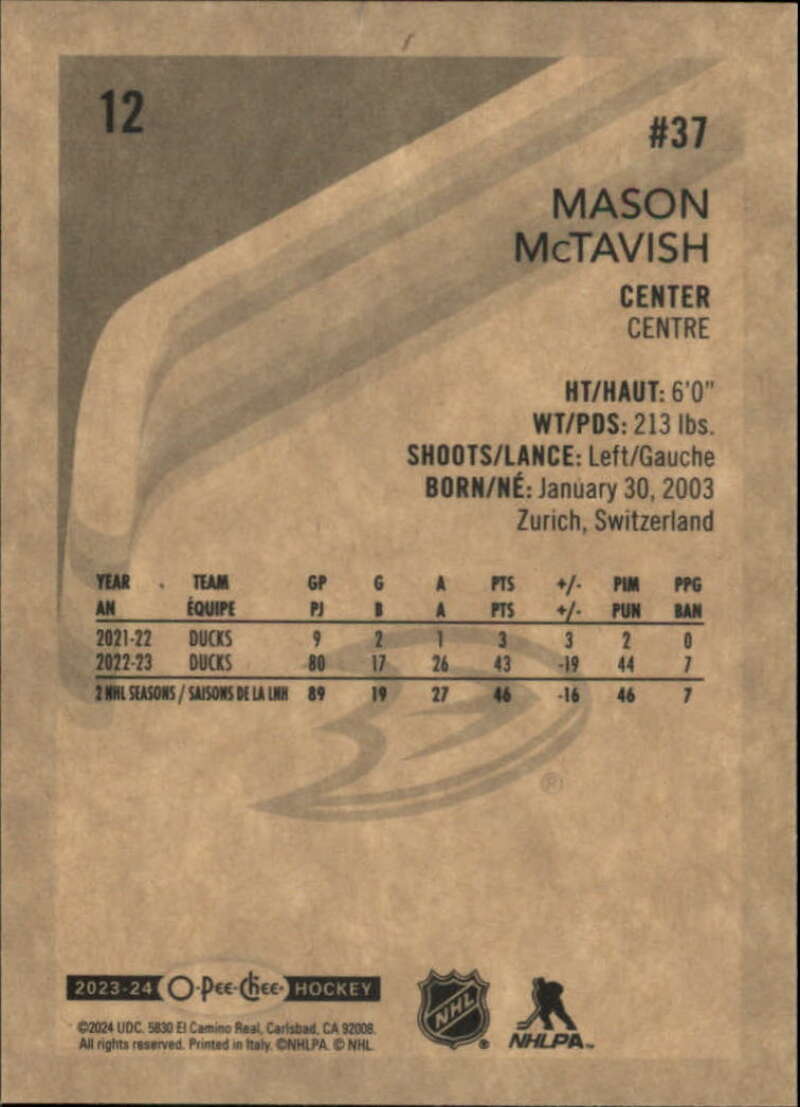 12
#37
MASON
McTAVISH
CENTER
CENTRE
HT/HAUT: 6'0"
WT/PDS: 213 lbs.
SHOOTS/LANCE: Left/Gauche
BORN/NÉ: January 30, 2003
Zurich, Switzerland
YEAR TEAM GP G A PTS +/- PIM PPG
AN ÉQUIPE PJ B A PTS +/- PUN BAN
2021-22 DUCKS 9 2 1 3 3 2 0
2022-23 DUCKS 80 17 26 43 -19 44 7
2 NHL SEASONS / SAISONS DE LA LNH 89 19 27 46 -16 46 7
®
2023-24 O-Pee-Chee HOCKEY
©2024 UDC. 5830 El Camino Real, Carlsbad, CA 92008.
All rights reserved. Printed in Italy. ©NHLPA. © NHL.
NHL ®
NHLPA™